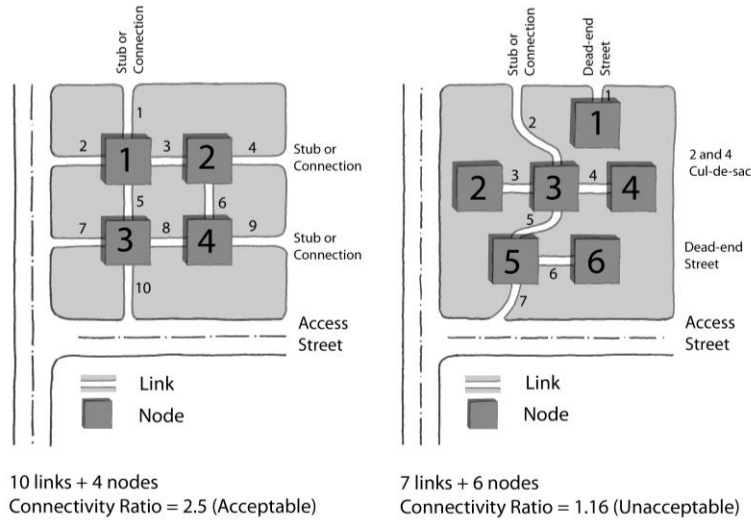 Stub or
Connection
1
2
3
4
1
2
Stub or
Connection
5
6
7
8
9
3
4
Stub or
Connection
10
Access
Street
Link
Node
10 links + 4 nodes
Connectivity Ratio = 2.5 (Acceptable)
Stub or
Connection
Dead-end
Street
1
1
2
2 and 4
Cul-de-sac
3
4
2
3
4
5
Dead-end
Street
5
6
6
7
Access
Street
Link
Node
7 links + 6 nodes
Connectivity Ratio = 1.16 (Unacceptable)